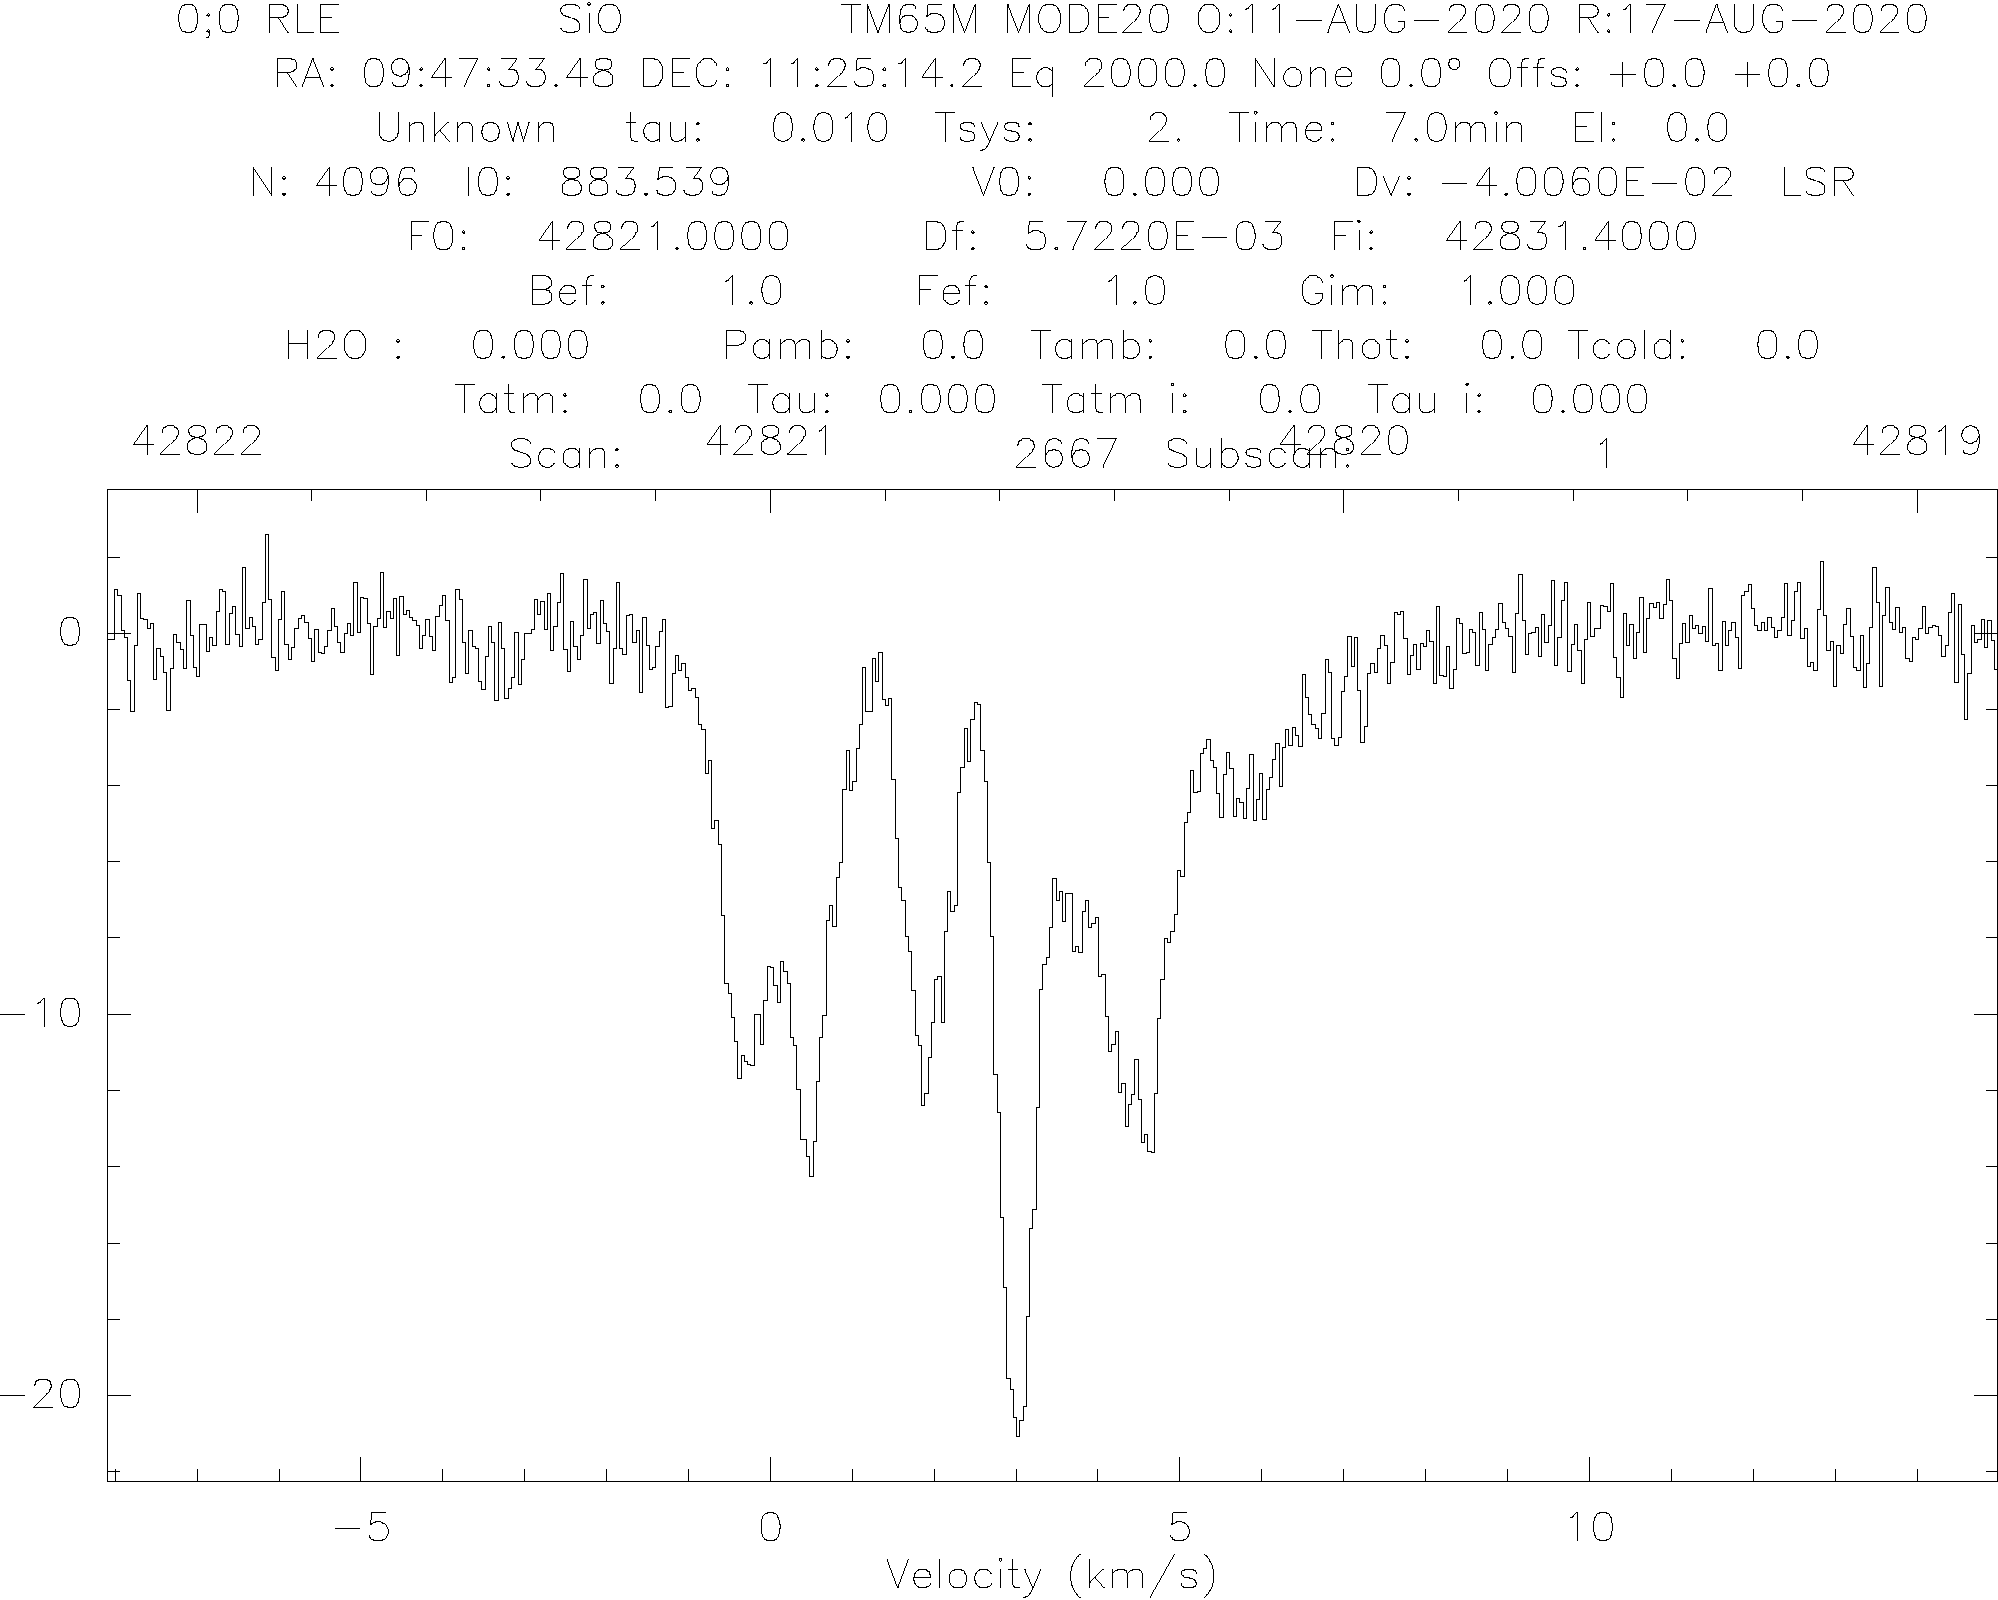 0;0 RLE SiO TM65M MODE20 O:11-AUG-2020 R:17-AUG-2020
RA: 09:47:33.48 DEC: 11:25:14.2 Eq 2000.0 None 0.0° Offs: +0.0 +0.0
Unknown tau: 0.010 Tsys: 2. Time: 7.0min El: 0.0
N: 4096 I0: 883.539 V0: 0.000 Dv: -4.0060E-02 LSR
F0: 42821.0000 Df: 5.7220E-03 Fi: 42831.4000
Bef: 1.0 Fef: 1.0 Gim: 1.000
H2O : 0.000 Pamb: 0.0 Tamb: 0.0 Thot: 0.0 Tcold: 0.0
Tatm: 0.0 Tau: 0.000 Tatm i: 0.0 Tau i: 0.000
42822 42821 42820 42819
Scan: 2667 Subscan: 1
0
-10
-20
-5 0 5 10
Velocity (km/s)